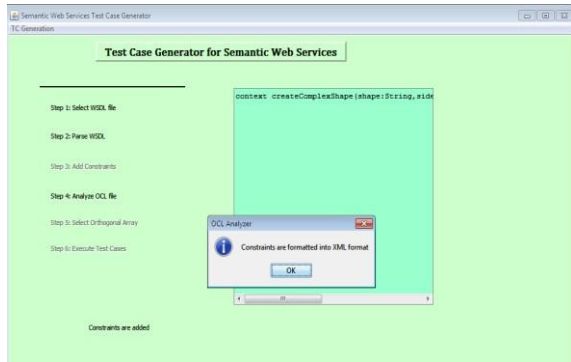 Semantic Web Services Test Case Generator
TC Generation
Test Case Generator for Semantic Web Services
context createComplexShape(shape:String,side
Step 1: Select WSDL file
Step 2: Parse WSDL
Step 3: Add Constraints
Step 4: Analyze OCL file
Step 5: Select Orthogonal Array
Step 6: Execute Test Cases
OCL Analyzer
Constraints are formatted into XML format
OK
Constraints are added